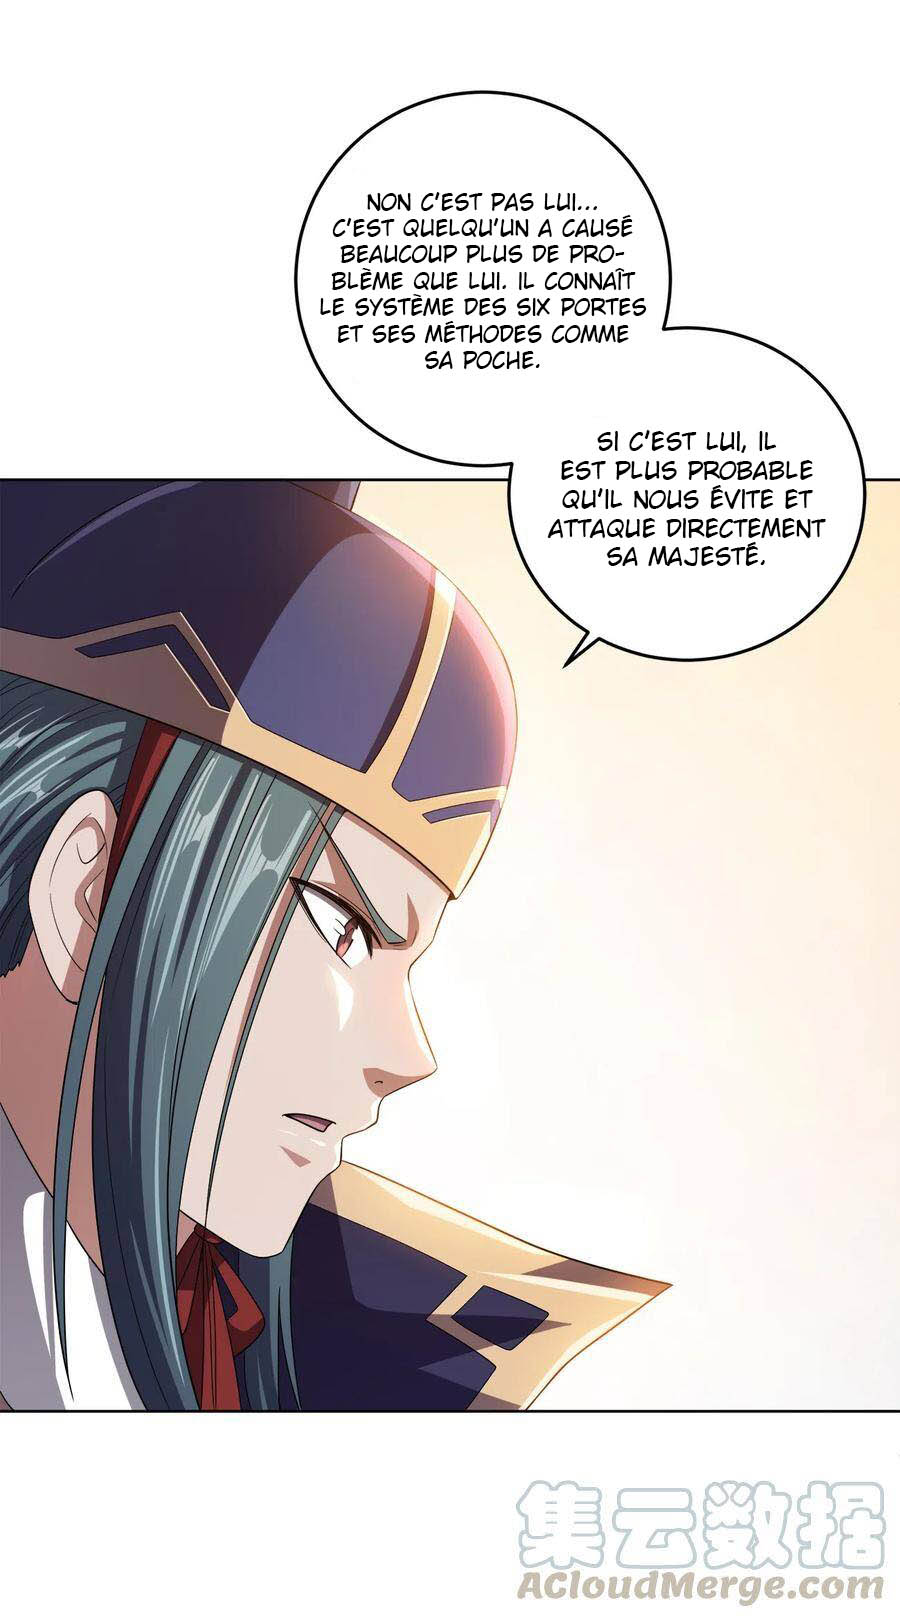 NON C'EST PAS LUI...
C'EST QUELQU'UN A CAUSÉ
BEAUCOUP PLUS DE PRO-
BLÈME QUE LUI. IL CONNAÎT
LE SYSTÈME DES SIX PORTES
ET SES MÉTHODES COMME
SA POCHE.
SI C'EST LUI, IL
EST PLUS PROBABLE
QU'IL NOUS ÉVITE ET
ATTAQUE DIRECTEMENT
SA MAJESTÉ.
集云数据
ACloudMerge.com